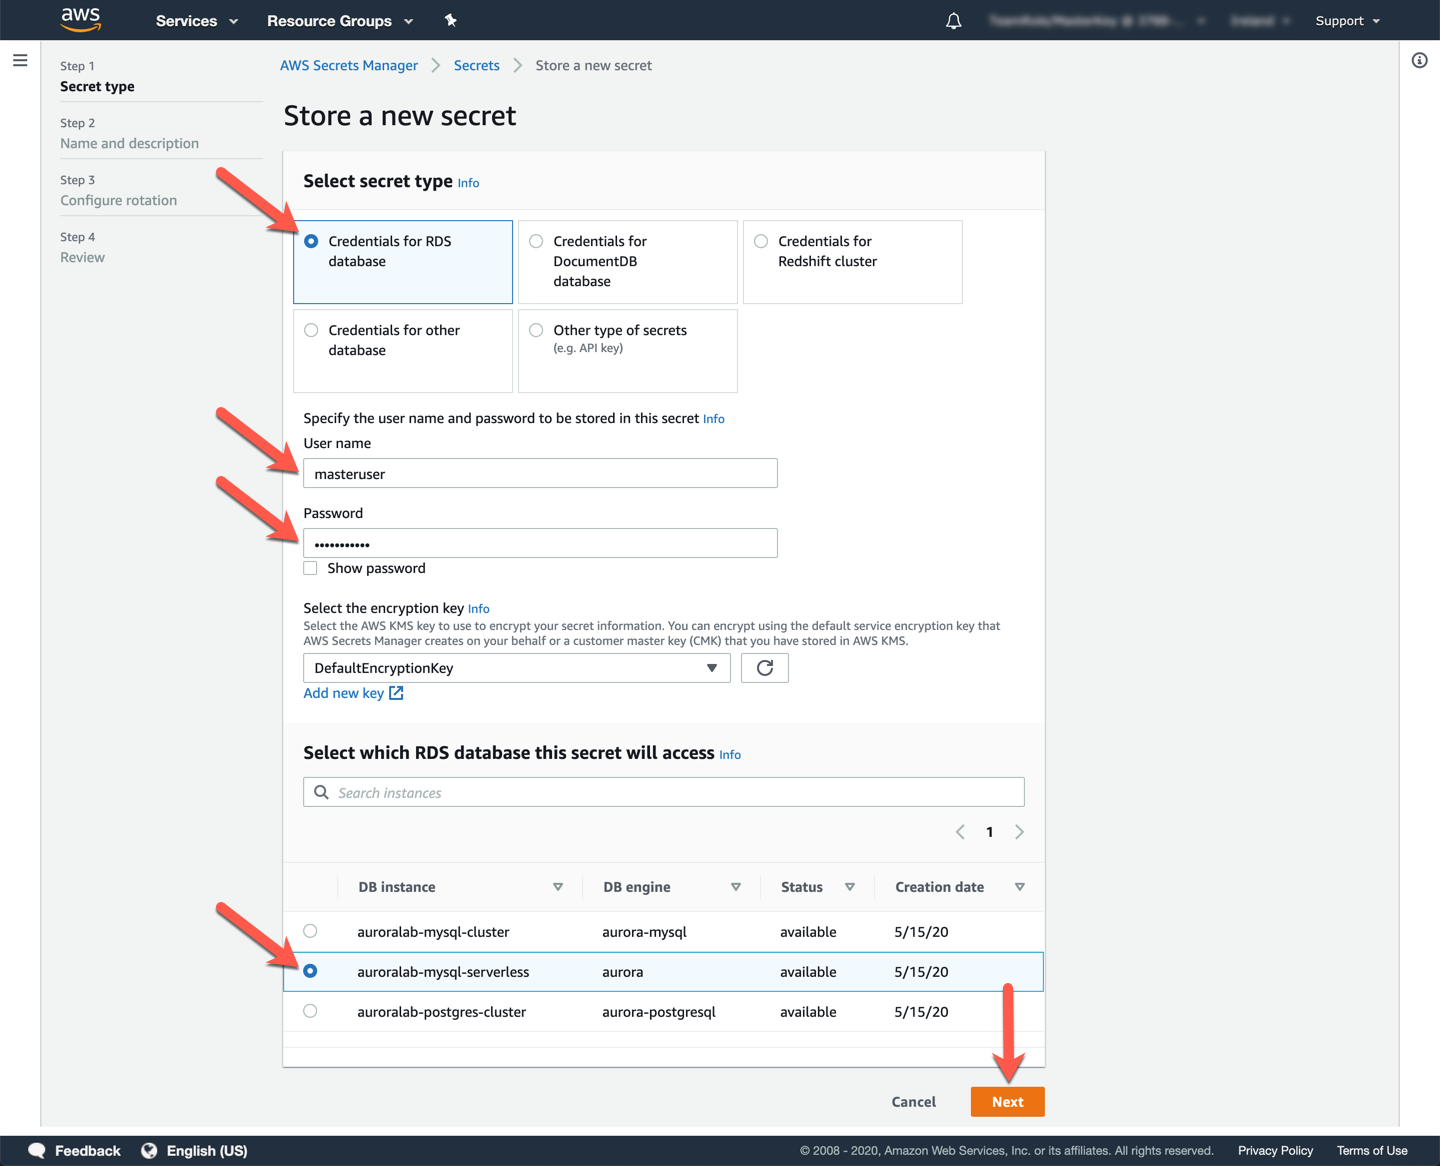 aws
Services
Resource Groups
Support
Step 1
Secret type
Step 2
Name and description
Step 3
Configure rotation
Step 4
Review
AWS Secrets Manager > Secrets > Store a new secret
Store a new secret
Select secret type Info
Credentials for RDS
database
Credentials for
DocumentDB
database
Credentials for
Redshift cluster
Credentials for other
database
Other type of secrets
(e.g. API key)
Specify the user name and password to be stored in this secret Info
User name
masteruser
Password
•••••••••••
Show password
Select the encryption key Info
Select the AWS KMS key to use to encrypt your secret information. You can encrypt using the default service encryption key that
AWS Secrets Manager creates on your behalf or a customer master key (CMK) that you have stored in AWS KMS.
DefaultEncryptionKey
Add new key
Select which RDS database this secret will access Info
Search instances
1
DB instance DB engine Status Creation date
auroralab-mysql-cluster aurora-mysql available 5/15/20
auroralab-mysql-serverless aurora available 5/15/20
auroralab-postgres-cluster aurora-postgresql available 5/15/20
Cancel Next
Feedback English (US) © 2008 - 2020, Amazon Web Services, Inc. or its affiliates. All rights reserved. Privacy Policy Terms of Use